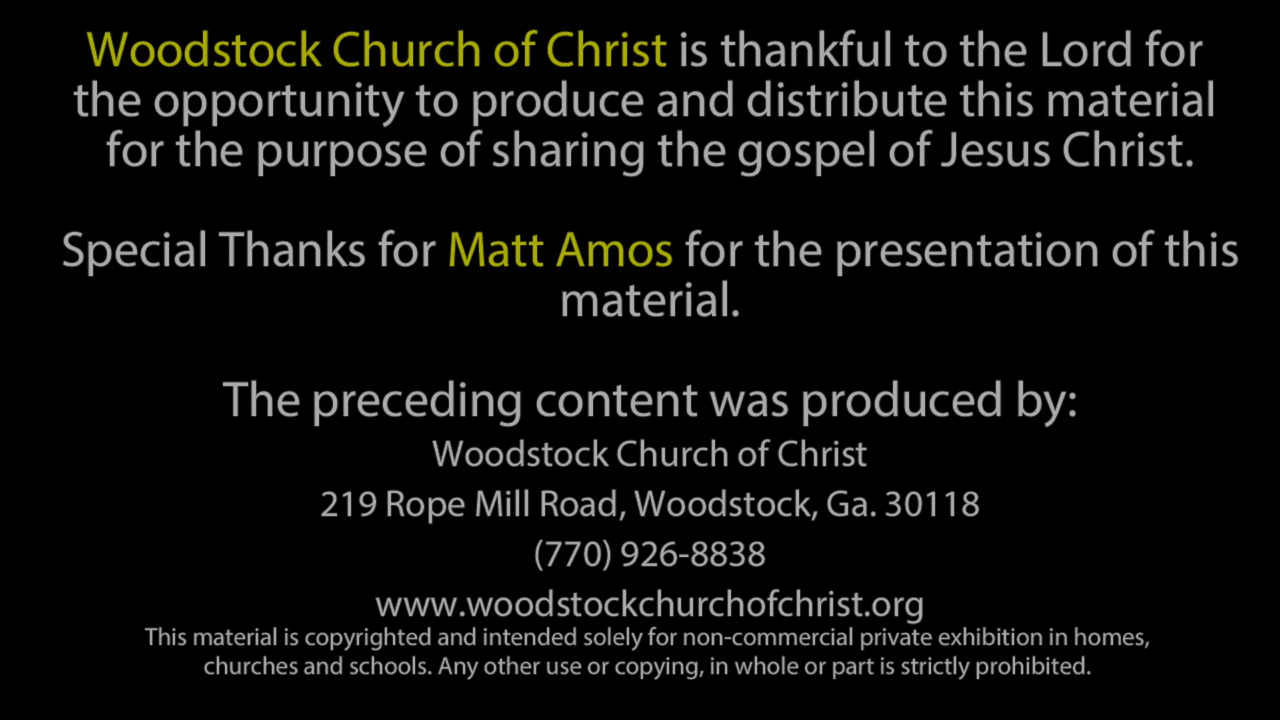 Woodstock Church of Christ is thankful to the Lord for
the opportunity to produce and distribute this material
for the purpose of sharing the gospel of Jesus Christ.
Special Thanks for Matt Amos for the presentation of this
material.
The preceding content was produced by:
Woodstock Church of Christ
219 Rope Mill Road, Woodstock, Ga. 30118
(770) 926-8838
www.woodstockchurchofchrist.org
This material is copyrighted and intended solely for non-commercial private exhibition in homes,
churches and schools. Any other use or copying, in whole or part is strictly prohibited.